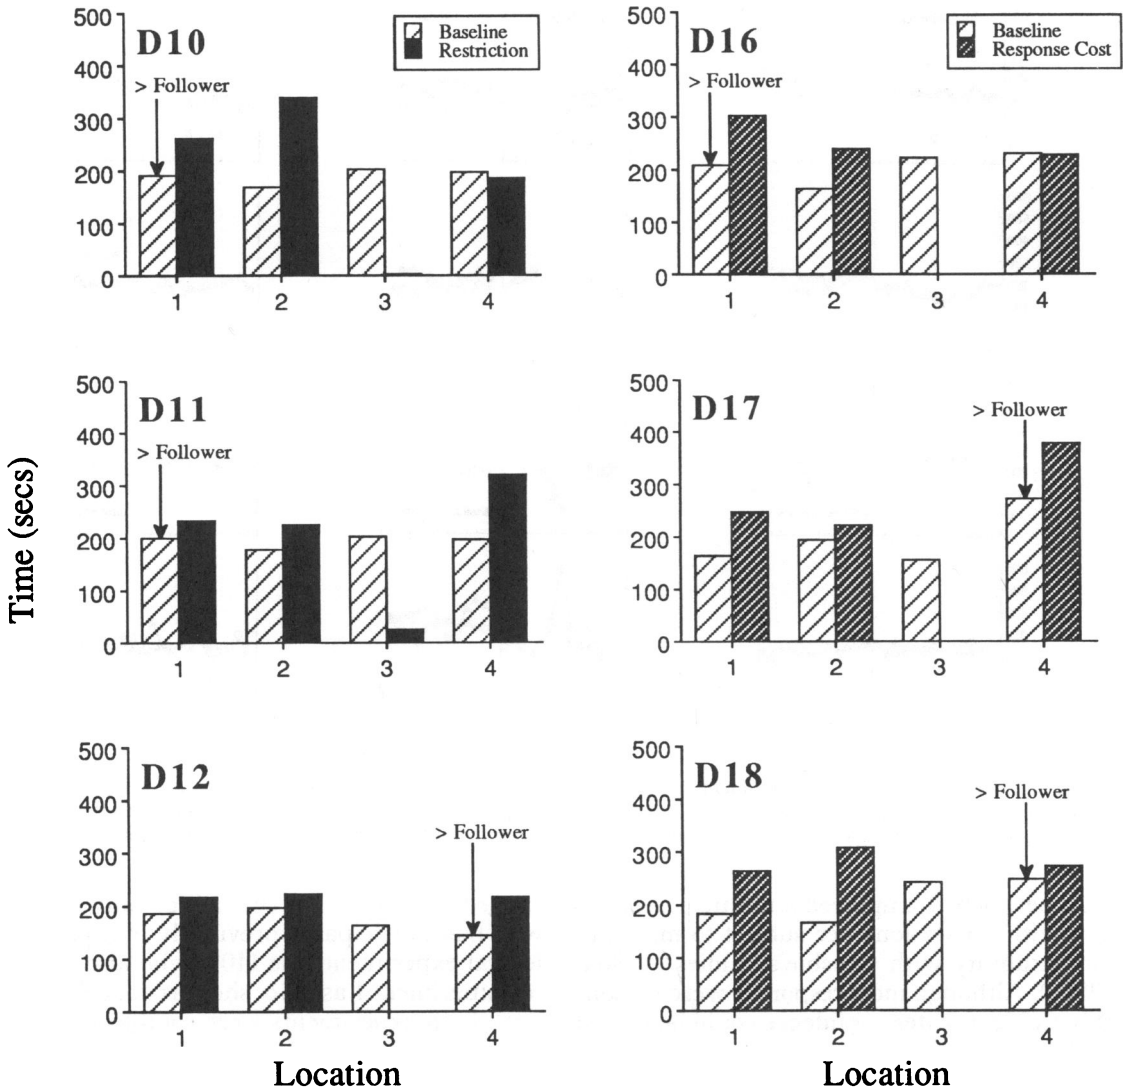 D10
Baseline
Restriction
> Follower
500
400
300
200
100
0
1 2 3 4
D16
Baseline
Response Cost
> Follower
500
400
300
200
100
0
1 2 3 4
D11
> Follower
500
400
300
200
100
0
1 2 3 4
D17
> Follower
500
400
300
200
100
0
1 2 3 4
D12
> Follower
500
400
300
200
100
0
1 2 3 4
D18
> Follower
500
400
300
200
100
0
1 2 3 4
Time (secs)
Location
Location